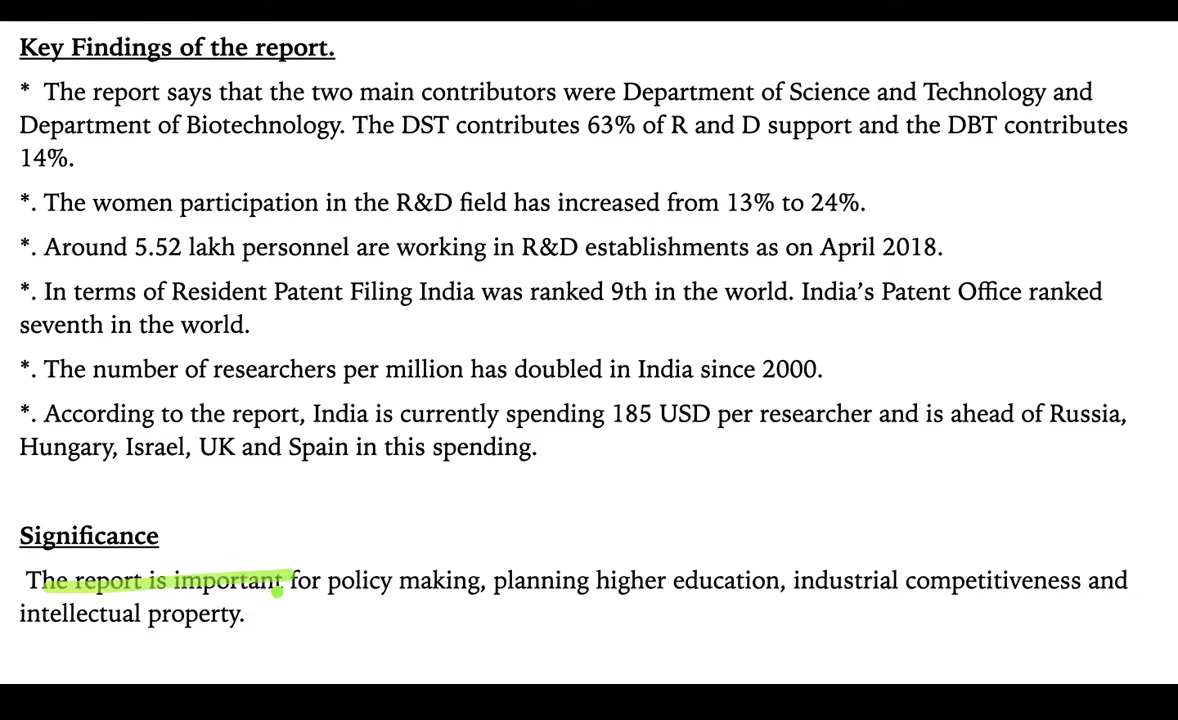 Key Findings of the report.
* The report says that the two main contributors were Department of Science and Technology and
Department of Biotechnology. The DST contributes 63% of R and D support and the DBT contributes
14%.
*. The women participation in the R&D field has increased from 13% to 24%.
*. Around 5.52 lakh personnel are working in R&D establishments as on April 2018.
*. In terms of Resident Patent Filing India was ranked 9th in the world. India’s Patent Office ranked
seventh in the world.
*. The number of researchers per million has doubled in India since 2000.
*. According to the report, India is currently spending 185 USD per researcher and is ahead of Russia,
Hungary, Israel, UK and Spain in this spending.
Significance
The report is important for policy making, planning higher education, industrial competitiveness and
intellectual property.